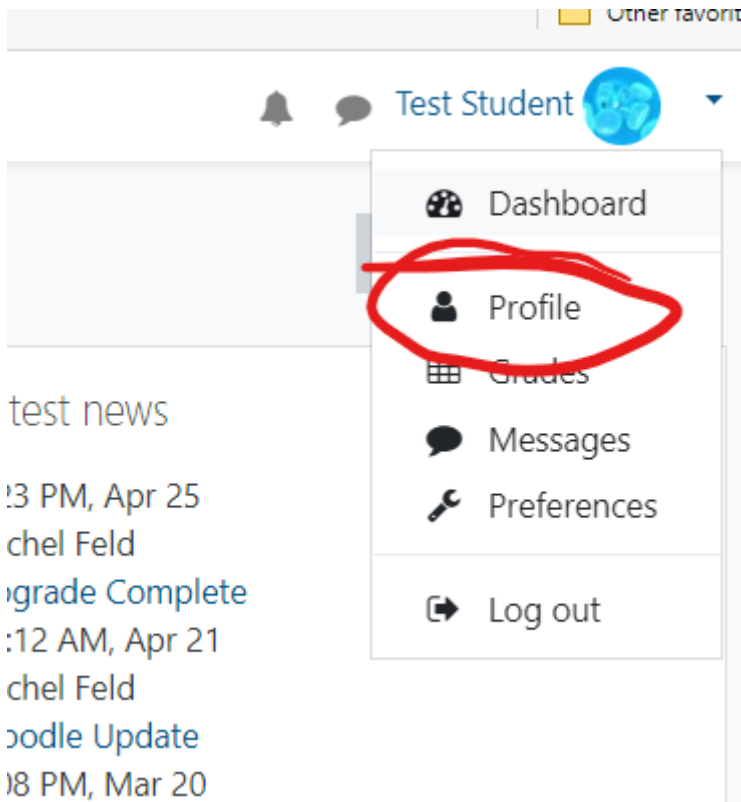 Other favorit
Test Student
Dashboard
Profile
Grades
Messages
Preferences
Log out
test news
23 PM, Apr 25
chel Feld
ograde Complete
:12 AM, Apr 21
chel Feld
oodle Update
08 PM, Mar 20